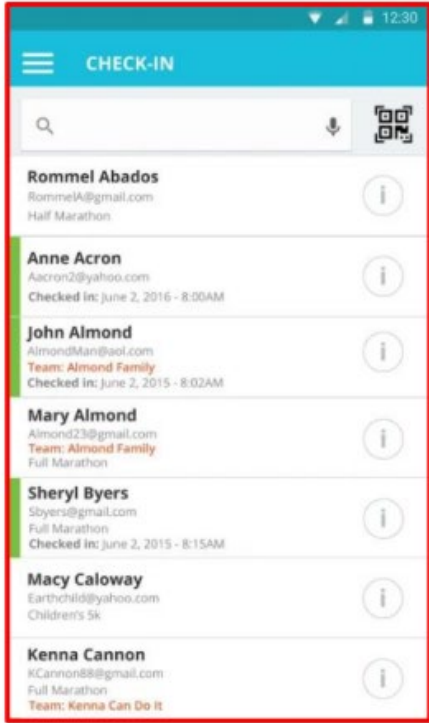 12:30
CHECK-IN
Rommel Abados
RommelA@gmail.com
Half Marathon
Anne Acron
Aacron2@yahoo.com
Checked in: June 2, 2016 - 8:00AM
John Almond
AlmondMan@aol.com
Team: Almond Family
Checked in: June 2, 2015 - 8:02AM
Mary Almond
Almond23@gmail.com
Team: Almond Family
Full Marathon
Sheryl Byers
Sbyers@gmail.com
Full Marathon
Checked in: June 2, 2015 - 8:15AM
Macy Caloway
Earthchild@yahoo.com
Children's 5k
Kenna Cannon
KCannon88@gmail.com
Full Marathon
Team: Kenna Can Do It